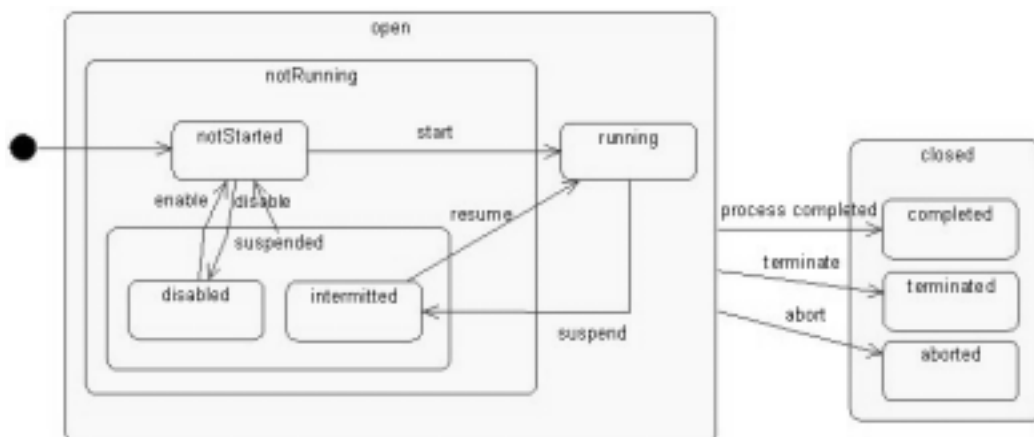 open
notRunning
notStarted
start
running
closed
enable
disable
resume
process completed
completed
suspended
terminate
disabled
intermitted
terminated
abort
suspend
aborted